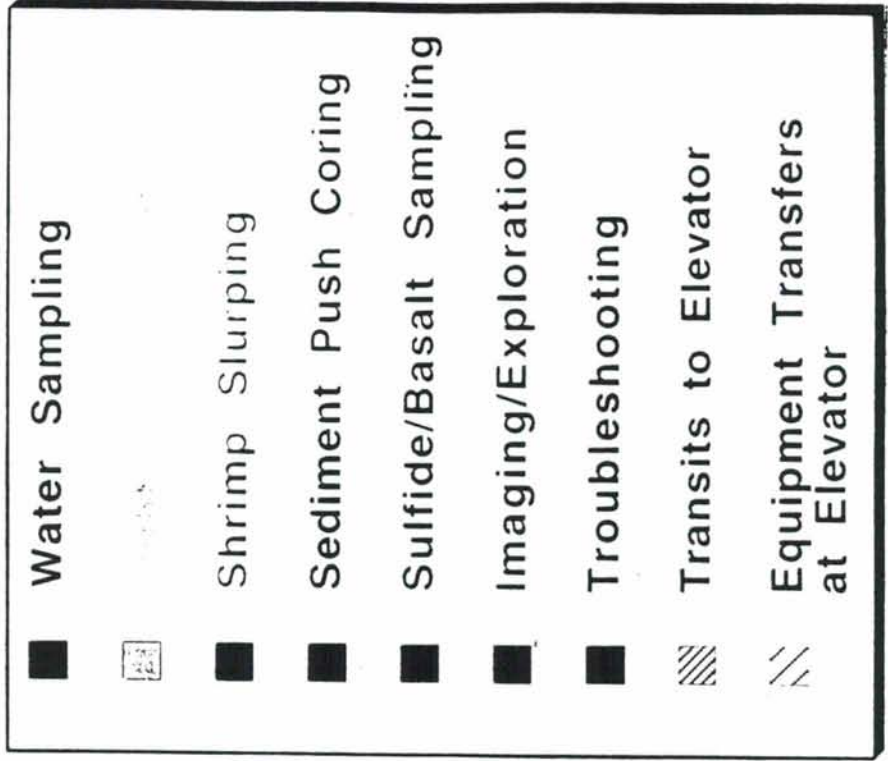 Water Sampling
Shrimp Slurping
Sediment Push Coring
Sulfide/Basalt Sampling
Imaging/Exploration
Troubleshooting
Transits to Elevator
Equipment Transfers
at Elevator